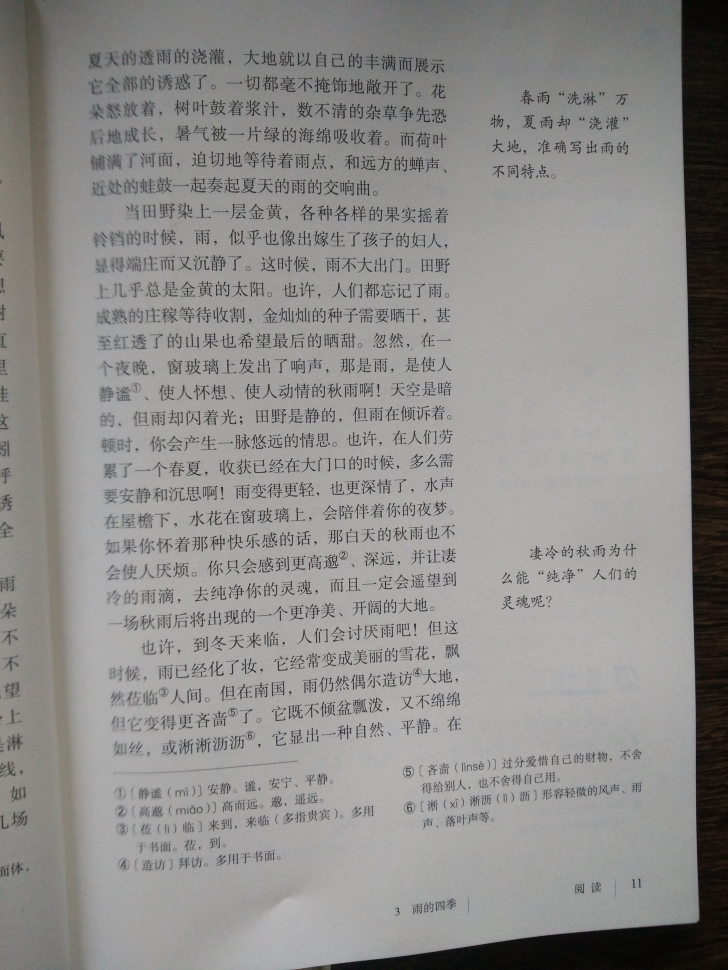 夏天的透雨的浇灌，大地就以自己的丰满而展示
它全部的诱惑了。一切都毫不掩饰地敞开了。花
朵怒放着，树叶鼓着浆汁，数不清的杂草争先恐
后地成长，暑气被一片绿的海绵吸收着。而荷叶
铺满了河面，迫切地等待着雨点，和远方的蝉声、
近处的蛙鼓一起奏起夏天的雨的交响曲。
当田野染上一层金黄，各种各样的果实摇着
铃铛的时候，雨，似乎也像出嫁生了孩子的妇人，
显得端庄而又沉静了。这时候，雨不大出门。田野
上几乎总是金黄的太阳。也许，人们都忘记了雨。
成熟的庄稼等待收割，金灿灿的种子需要晒干，甚
至红透了的山果也希望最后的晒甜。忽然，在一
个夜晚，窗玻璃上发出了响声，那是雨，是使人
静谧①、使人怀想、使人动情的秋雨啊！天空是暗
的，但雨却闪着光；田野是静的，但雨在倾诉着。
顿时，你会产生一脉悠远的情思。也许，在人们劳
累了一个春夏，收获已经在大门口的时候，多么需
要安静和沉思啊！雨变得更轻，也更深情了，水声
在屋檐下，水花在窗玻璃上，会陪伴着你的夜梦。
如果你怀着那种快乐感的话，那白天的秋雨也不
会使人厌烦。你只会感到更高邈②、深远，并让凄
冷的雨滴，去纯净你的灵魂，而且一定会遥望到
一场秋雨后将出现的一个更净美、开阔的大地。
也许，到冬天来临，人们会讨厌雨吧！但这
时候，雨已经化了妆，它经常变成美丽的雪花，飘
然莅临③人间。但在南国，雨仍然偶尔造访④大地，
但它变得更吝啬⑤了。它既不倾盆瓢泼，又不绵绵
如丝，或淅淅沥沥⑥，它显出一种自然、平静。在
春雨“洗淋”万
物，夏雨却“浇灌”
大地，准确写出雨的
不同特点。
凄冷的秋雨为什
么能“纯净”人们的
灵魂呢？
①〔静谧（mì）〕安静。谧，安宁、平静。
②〔高邈（miǎo）〕高而远。邈，遥远。
③〔莅（lì）临〕来到，来临（多指贵宾）。多用
于书面。莅，到。
④〔造访〕拜访。多用于书面。
⑤〔吝啬（lìnsè）〕过分爱惜自己的财物，不舍
得给别人，也不舍得自己用。
⑥〔淅（xī）淅沥（lì）沥〕形容轻微的风声、雨
声、落叶声等。
3 雨的四季
阅读 11